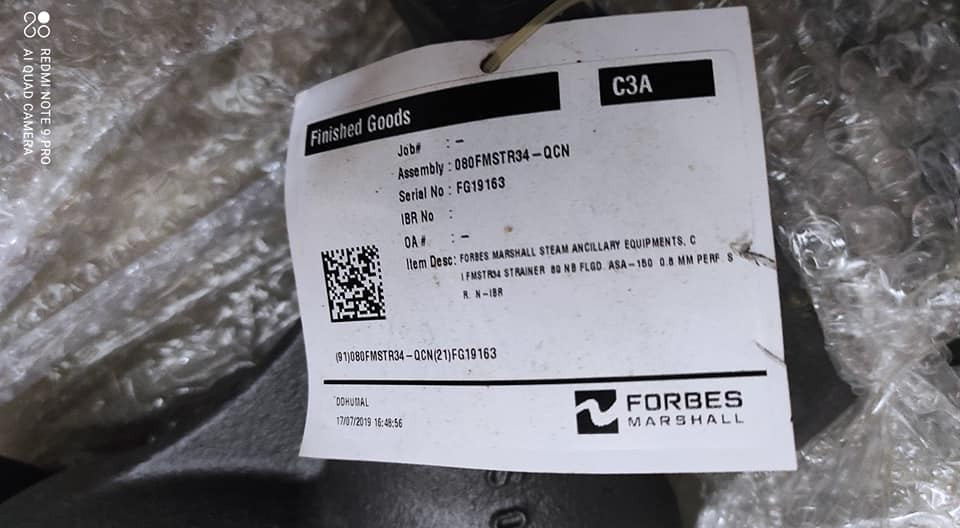 REDMI NOTE 9 PRO
AI QUAD CAMERA
Finished Goods
C3A
Job# : -
Assembly : 080FMSTR34-QCN
Serial No : FG19163
IBR No :
OA # : -
Item Desc: FORBES MARSHALL STEAM ANCILLARY EQUIPMENTS, C
I FMSTR34 STRAINER 80 NB FLGD. ASA-150 0.8 MM PERF S
R. N-IBR
(91)080FMSTR34-QCN(21)FG19163
DDHUMAL
17/07/2019 16:48:56
FORBES
MARSHALL